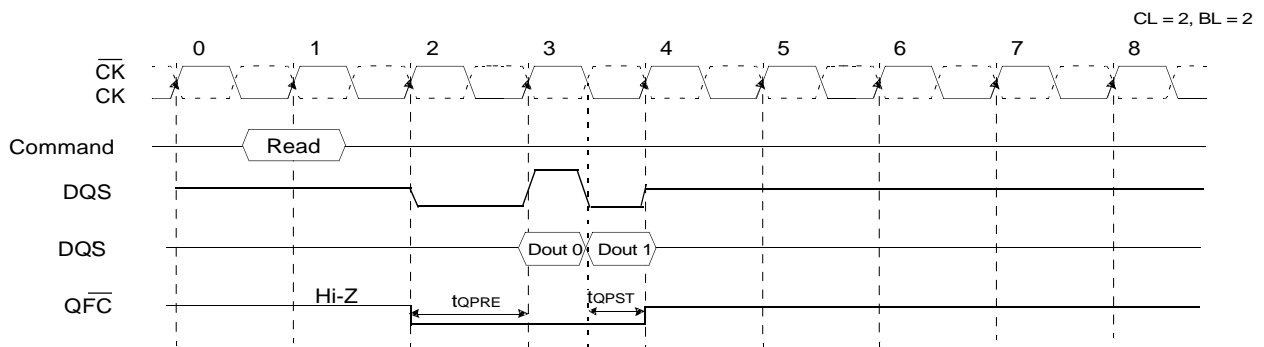 CL = 2, BL = 2
0 1 2 3 4 5 6 7 8
CK
CK
Command Read
DQS
DQS Dout 0 Dout 1
QFC Hi-Z tQPRE tQPST